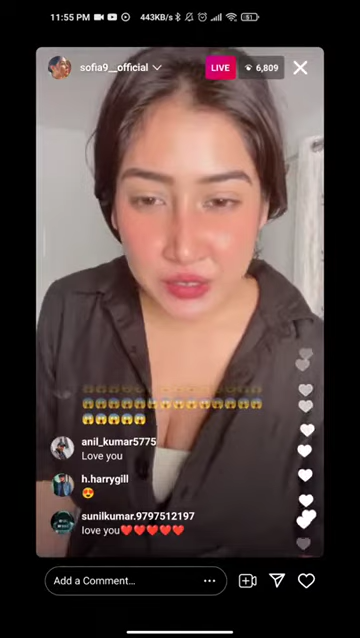 11:55 PM
443KB/s
51
sofia9__official
LIVE
6,809
😱😱😱😱😱😱😱😱😱😱😱😱😱😱😱
😱😱😱😱😱
anil_kumar5775
Love you
h.harrygill
😍
sunilkumar.9797512197
love you❤️❤️❤️❤️❤️
Add a Comment...